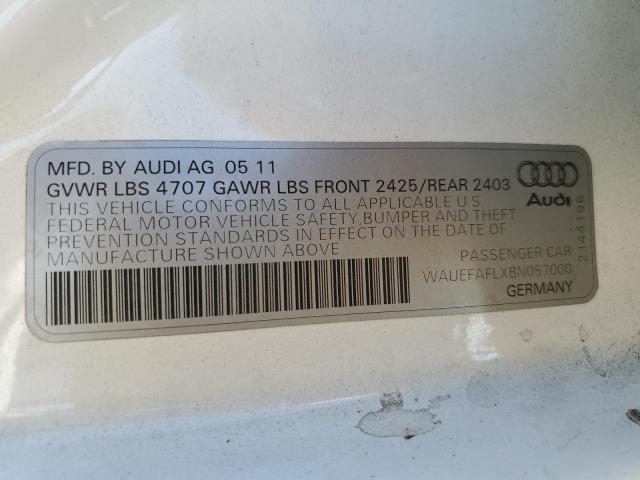 MFD. BY AUDI AG 05 11
GVWR LBS 4707 GAWR LBS FRONT 2425/REAR 2403
THIS VEHICLE CONFORMS TO ALL APPLICABLE U S
FEDERAL MOTOR VEHICLE SAFETY,BUMPER AND THEFT
PREVENTION STANDARDS IN EFFECT ON THE DATE OF
MANUFACTURE SHOWN ABOVE
Audi
2144196
PASSENGER CAR
WAUEFAFLXBN057000
GERMANY